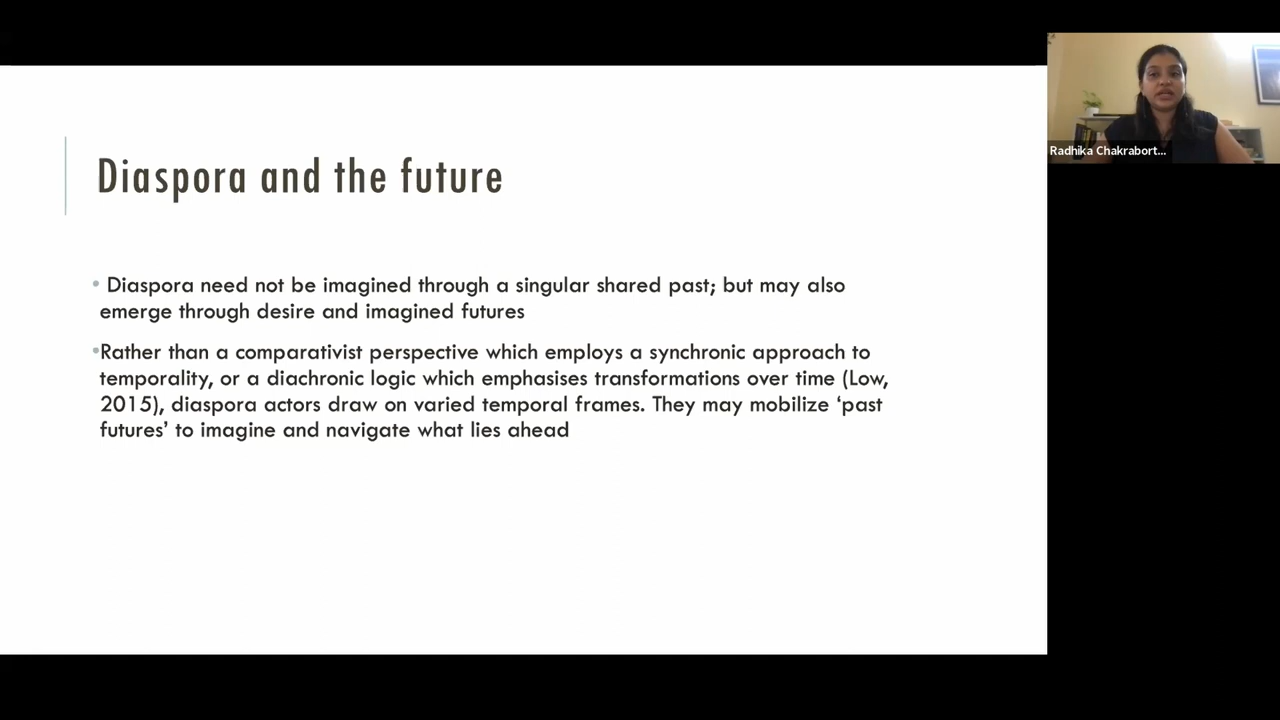 Diaspora and the future
• Diaspora need not be imagined through a singular shared past; but may also
emerge through desire and imagined futures
•Rather than a comparativist perspective which employs a synchronic approach to
temporality, or a diachronic logic which emphasises transformations over time (Low,
2015), diaspora actors draw on varied temporal frames. They may mobilize ‘past
futures’ to imagine and navigate what lies ahead
Radhika Chakrabort...